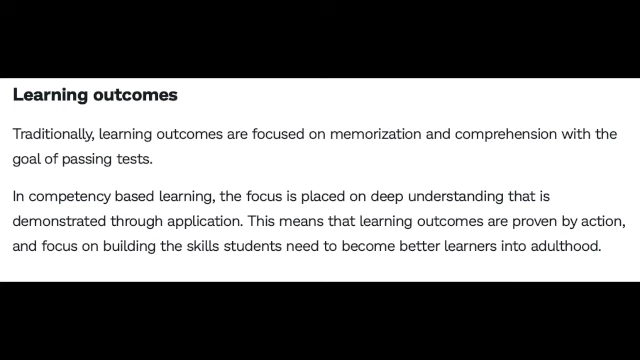 Learning outcomes
Traditionally, learning outcomes are focused on memorization and comprehension with the
goal of passing tests.
In competency based learning, the focus is placed on deep understanding that is
demonstrated through application. This means that learning outcomes are proven by action,
and focus on building the skills students need to become better learners into adulthood.